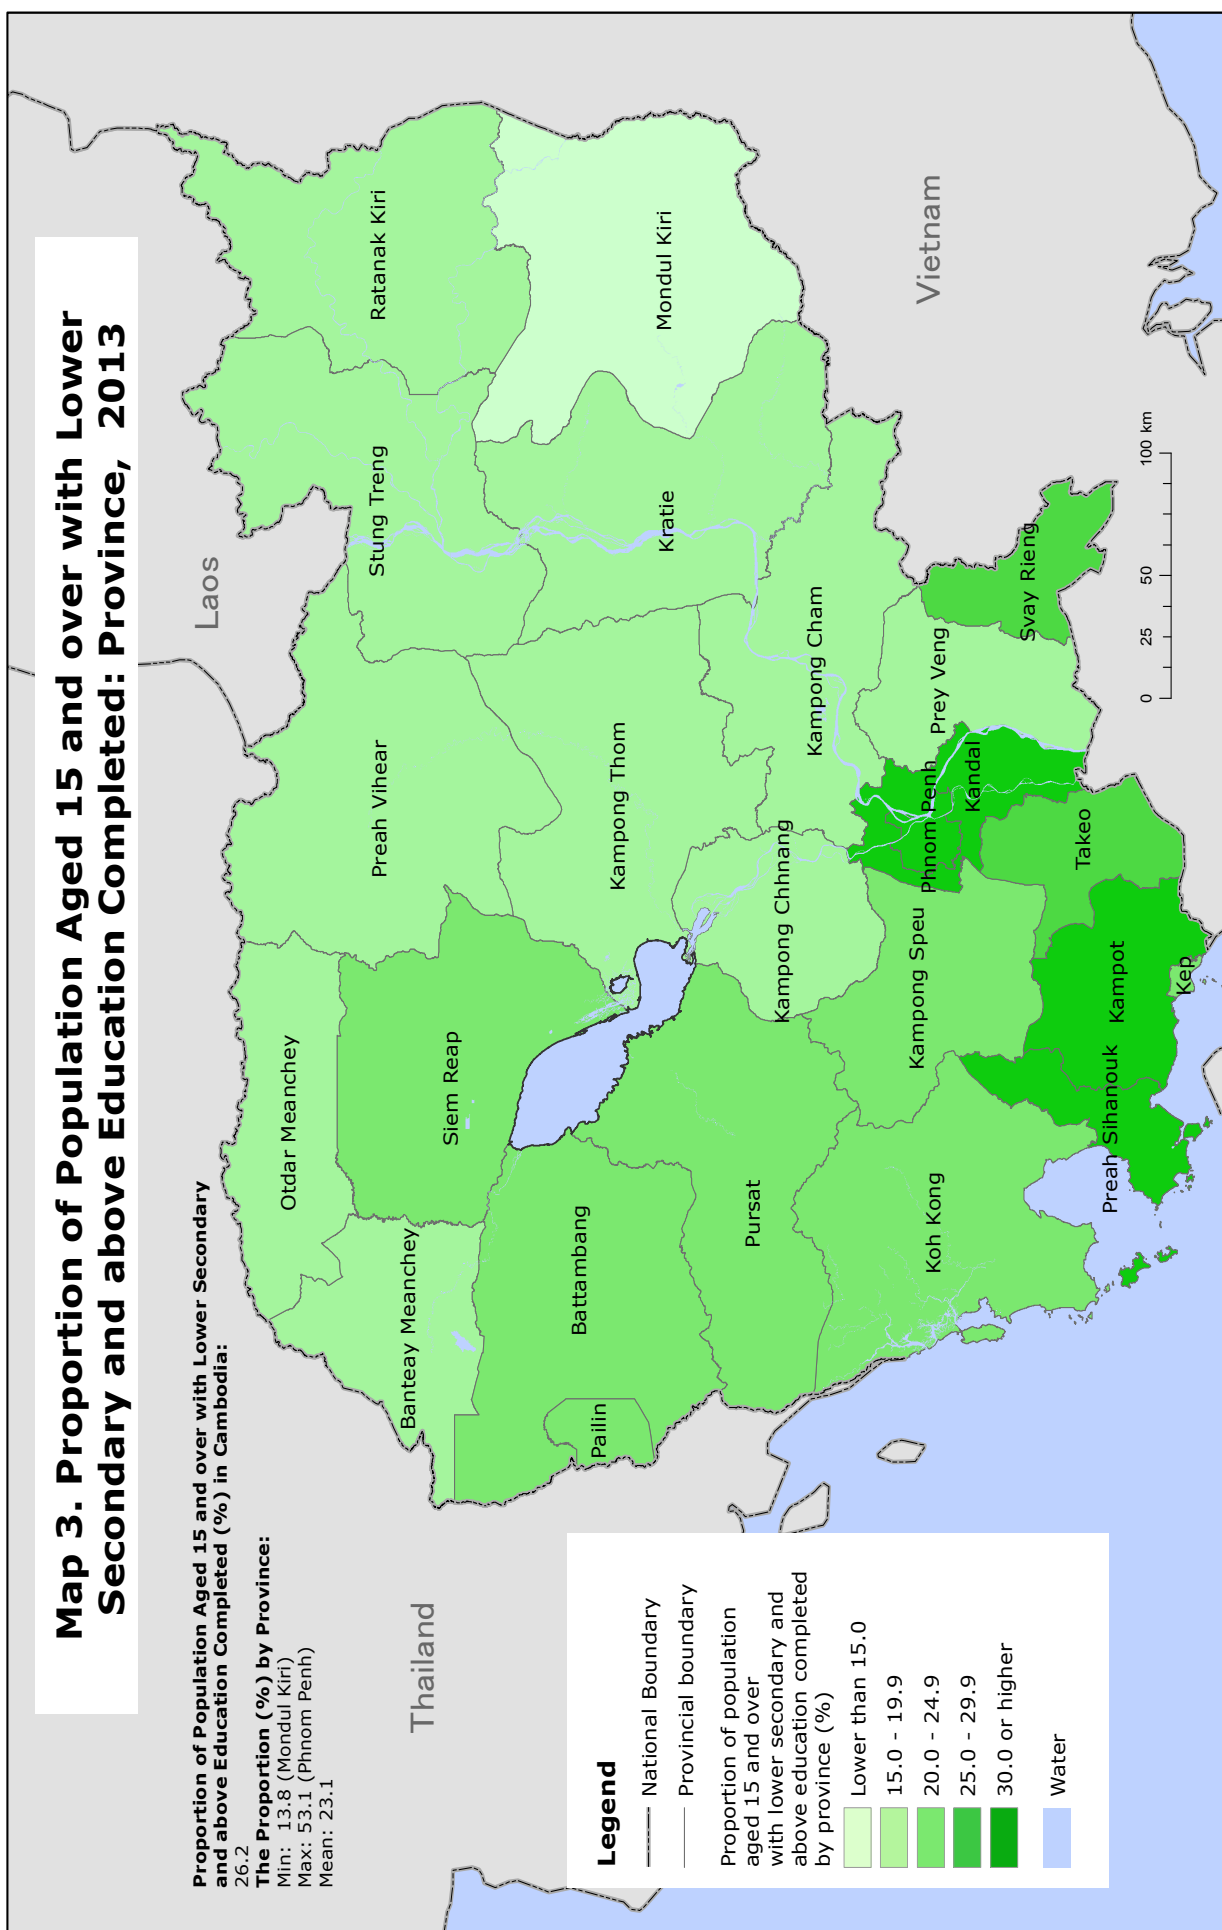 Map 3. Proportion of Population Aged 15 and over with Lower
Secondary and above Education Completed: Province, 2013
Proportion of Population Aged 15 and over with Lower Secondary
and above Education Completed (%) in Cambodia:
26.2
The Proportion (%) by Province:
Min: 13.8 (Mondul Kiri)
Max: 53.1 (Phnom Penh)
Mean: 23.1
Laos
Thailand
Vietnam
Otdar Meanchey
Preah Vihear
Stung Treng
Ratanak Kiri
Banteay Meanchey
Siem Reap
Battambang
Pailin
Kampong Thom
Kratie
Mondul Kiri
Pursat
Kampong Chhnang
Kampong Cham
Koh Kong
Kampong Speu
Phnom Penh
Kandal
Prey Veng
Svay Rieng
Takeo
Preah Sihanouk
Kampot
Kep
0 25 50 100 km
Legend
National Boundary
Provincial boundary
Proportion of population
aged 15 and over
with lower secondary and
above education completed
by province (%)
Lower than 15.0
15.0 - 19.9
20.0 - 24.9
25.0 - 29.9
30.0 or higher
Water